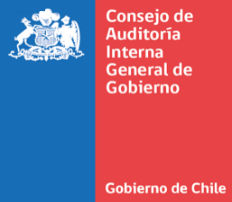 Consejo de
Auditoría
Interna
General de
Gobierno
Gobierno de Chile